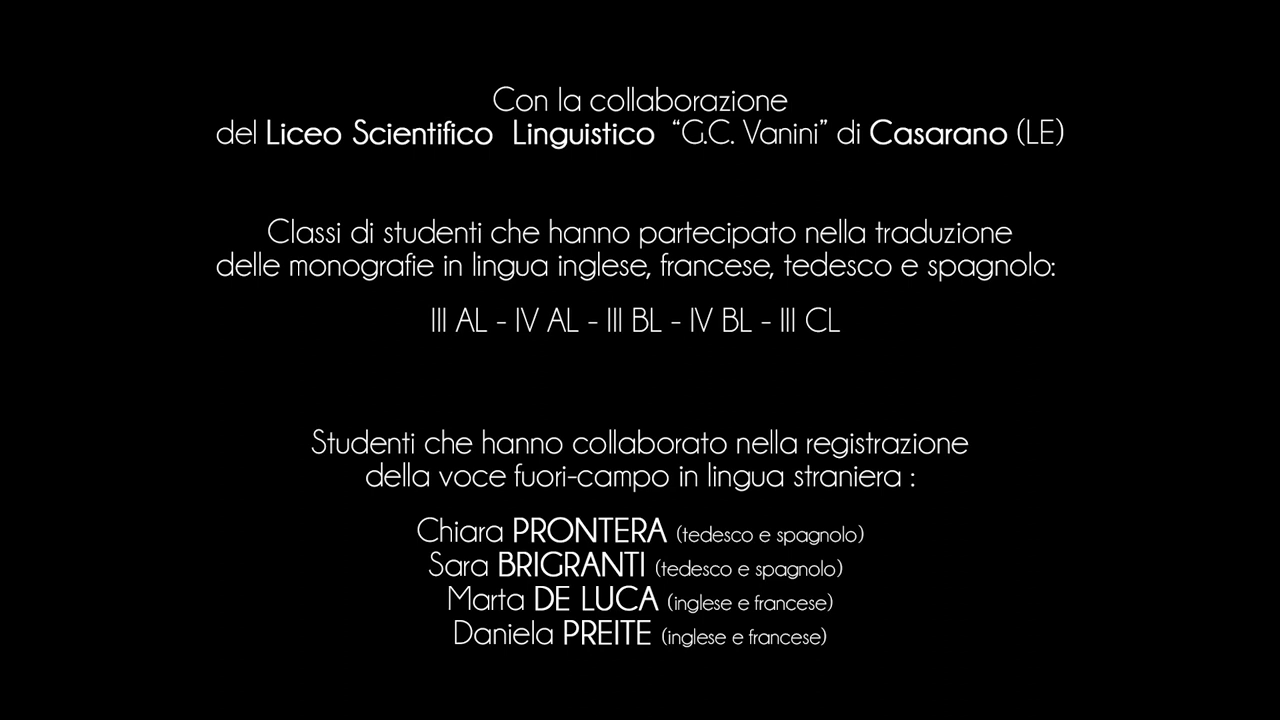 Con la collaborazione
del Liceo Scientifico Linguistico “G.C. Vanini” di Casarano (LE)
Classi di studenti che hanno partecipato nella traduzione
delle monografie in lingua inglese, francese, tedesco e spagnolo:
III AL - IV AL - III BL - IV BL - III CL
Studenti che hanno collaborato nella registrazione
della voce fuori-campo in lingua straniera :
Chiara PRONTERA (tedesco e spagnolo)
Sara BRIGRANTI (tedesco e spagnolo)
Marta DE LUCA (inglese e francese)
Daniela PREITE (inglese e francese)